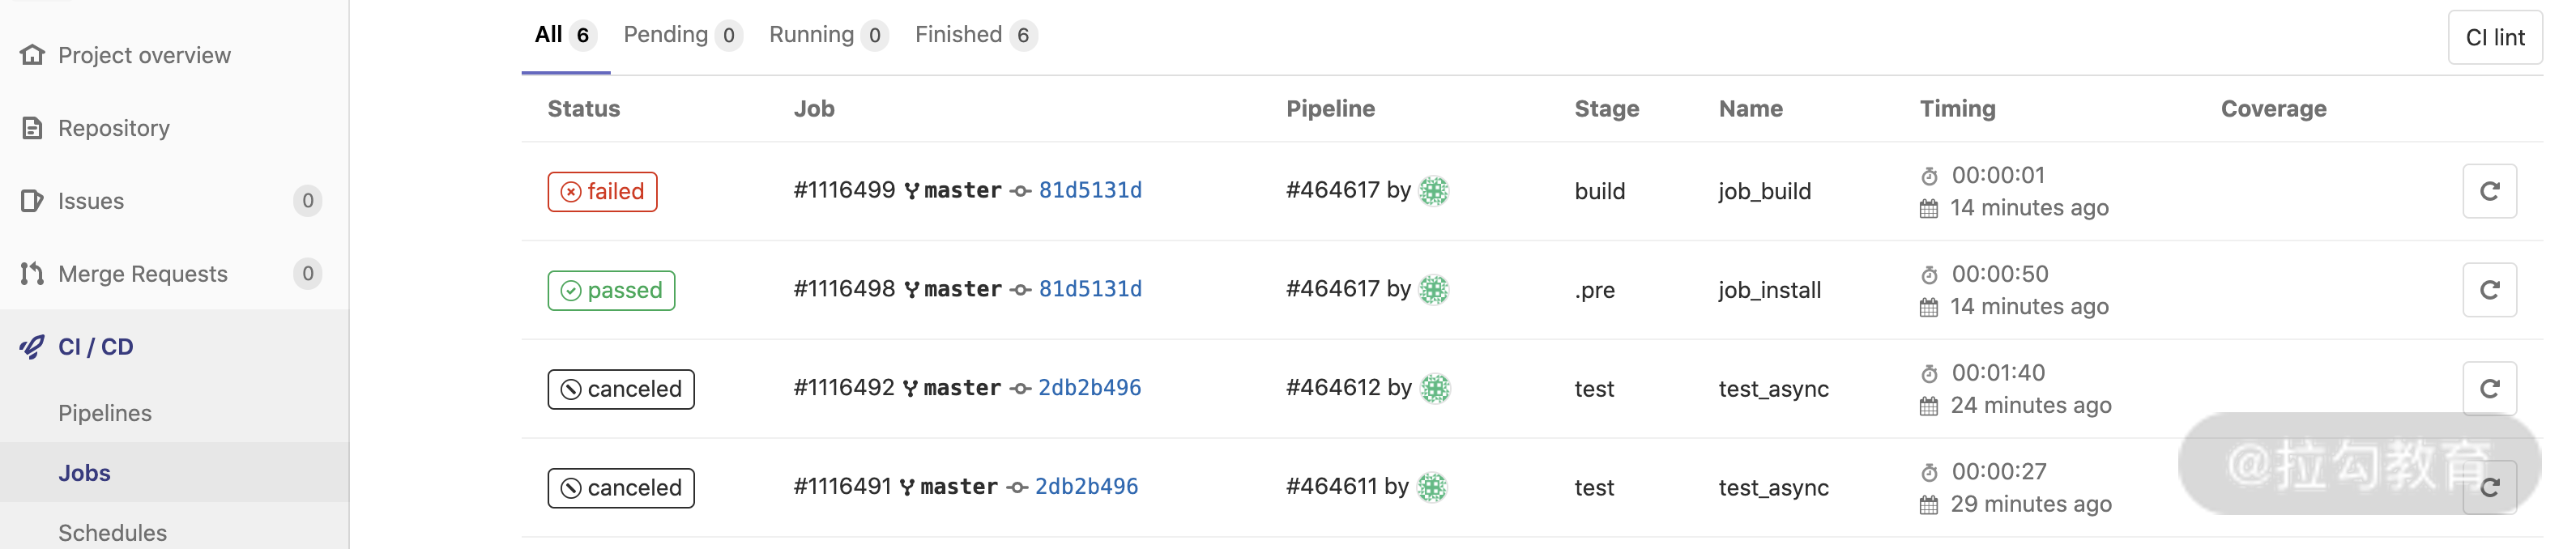 Project overview
Repository
Issues 0
Merge Requests 0
CI / CD
Pipelines
Jobs
Schedules
All 6 Pending 0 Running 0 Finished 6 CI lint
Status Job Pipeline Stage Name Timing Coverage
failed #1116499 master 81d5131d #464617 by build job_build 00:00:01
14 minutes ago
passed #1116498 master 81d5131d #464617 by .pre job_install 00:00:50
14 minutes ago
canceled #1116492 master 2db2b496 #464612 by test test_async 00:01:40
24 minutes ago
canceled #1116491 master 2db2b496 #464611 by test test_async 00:00:27
29 minutes ago
@拉勾教育